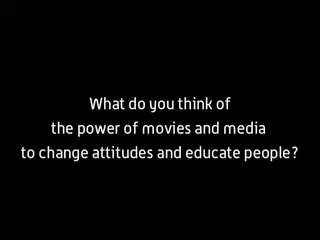 What do you think of
the power of movies and media
to change attitudes and educate people?